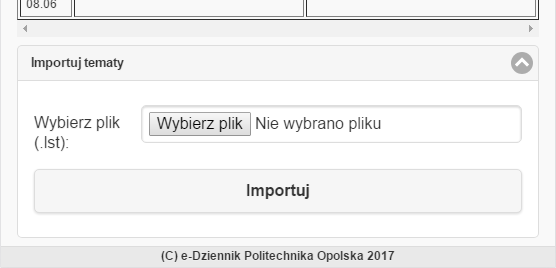 08.06
Importuj tematy
Wybierz plik
(.lst):
Wybierz plik Nie wybrano pliku
Importuj
(C) e-Dziennik Politechnika Opolska 2017